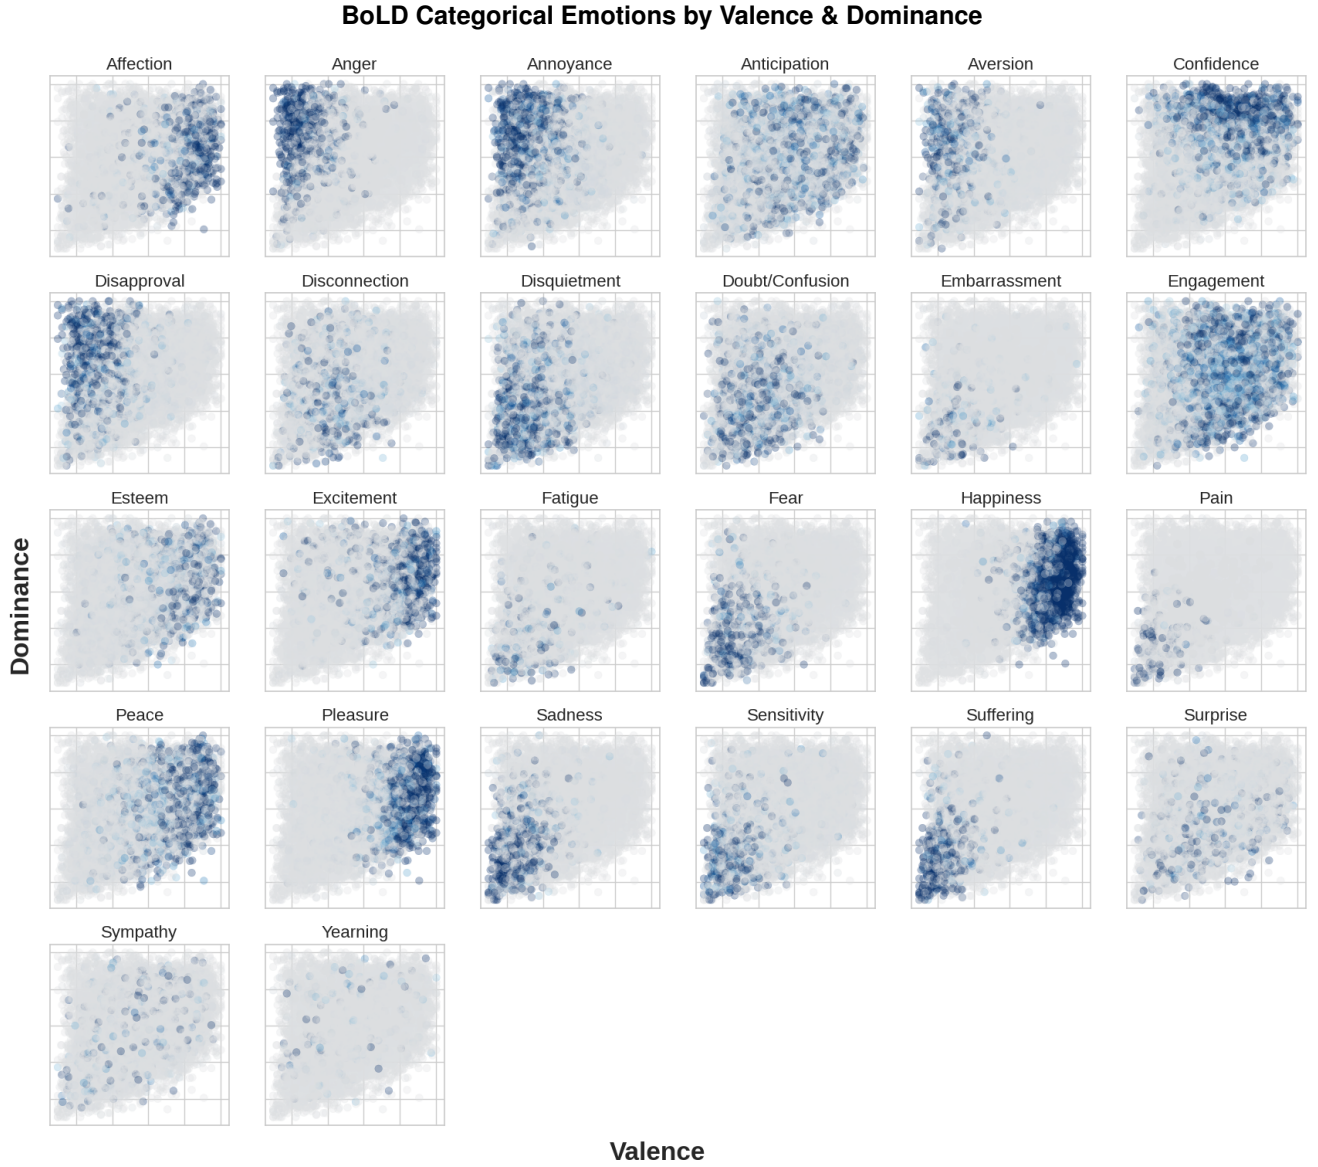 BoLD Categorical Emotions by Valence & Dominance
Affection
Anger
Annoyance
Anticipation
Aversion
Confidence
Disapproval
Disconnection
Disquietment
Doubt/Confusion
Embarrassment
Engagement
Esteem
Excitement
Fatigue
Fear
Happiness
Pain
Dominance
Peace
Pleasure
Sadness
Sensitivity
Suffering
Surprise
Sympathy
Yearning
Valence